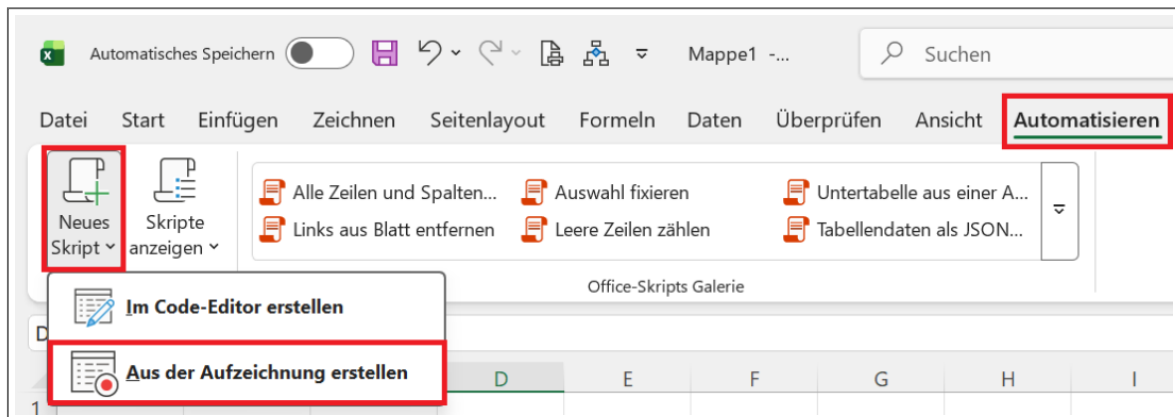 Automatisches Speichern
Mappe1 -...
Suchen
Datei Start Einfügen Zeichnen Seitenlayout Formeln Daten Überprüfen Ansicht Automatisieren
Neues Skript
Skripte anzeigen
Alle Zeilen und Spalten... Auswahl fixieren Untertabelle aus einer A...
Links aus Blatt entfernen Leere Zeilen zählen Tabellendaten als JSON...
Office-Skripts Galerie
Im Code-Editor erstellen
D
Aus der Aufzeichnung erstellen
D E F G H I
1